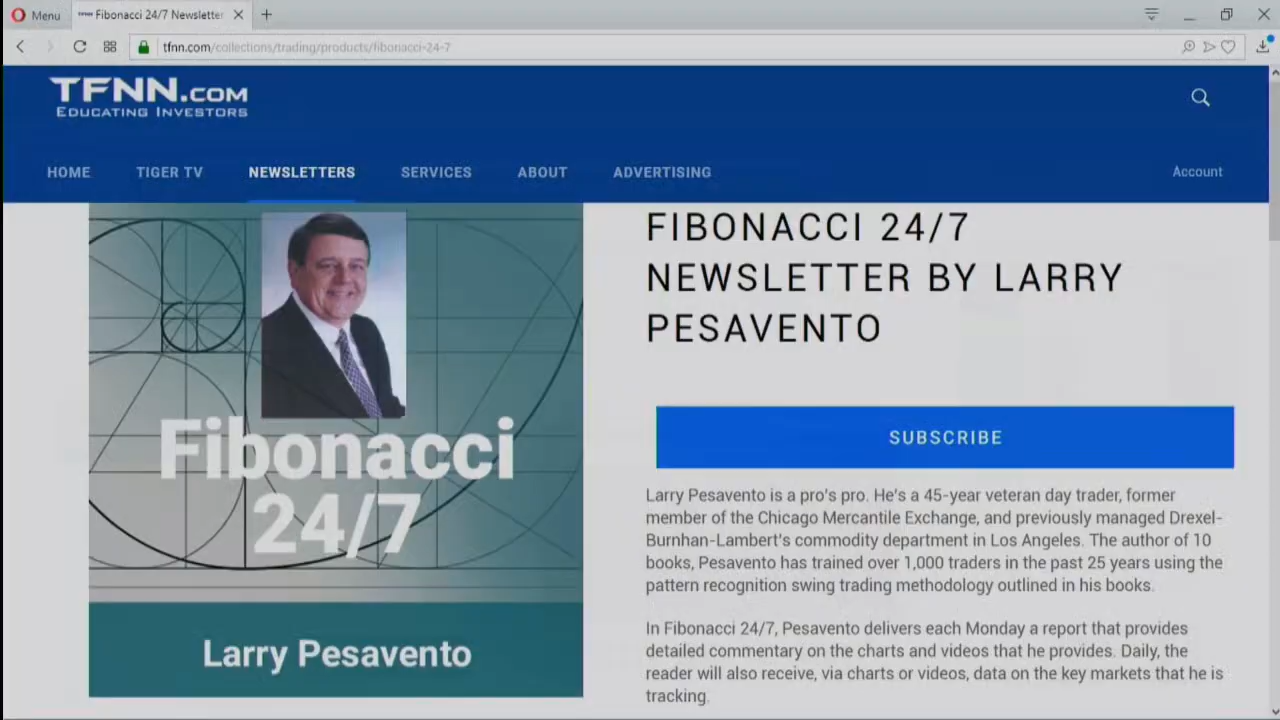 Menu
TFNN Fibonacci 24/7 Newsletter
tfnn.com/collections/trading/products/fibonacci-24-7
TFNN.COM
EDUCATING INVESTORS
HOME TIGER TV NEWSLETTERS SERVICES ABOUT ADVERTISING Account
Fibonacci
24/7
Larry Pesavento
FIBONACCI 24/7
NEWSLETTER BY LARRY
PESAVENTO
SUBSCRIBE
Larry Pesavento is a pro's pro. He's a 45-year veteran day trader, former
member of the Chicago Mercantile Exchange, and previously managed Drexel-
Burnhan-Lambert's commodity department in Los Angeles. The author of 10
books, Pesavento has trained over 1,000 traders in the past 25 years using the
pattern recognition swing trading methodology outlined in his books.
In Fibonacci 24/7, Pesavento delivers each Monday a report that provides
detailed commentary on the charts and videos that he provides. Daily, the
reader will also receive, via charts or videos, data on the key markets that he is
tracking.